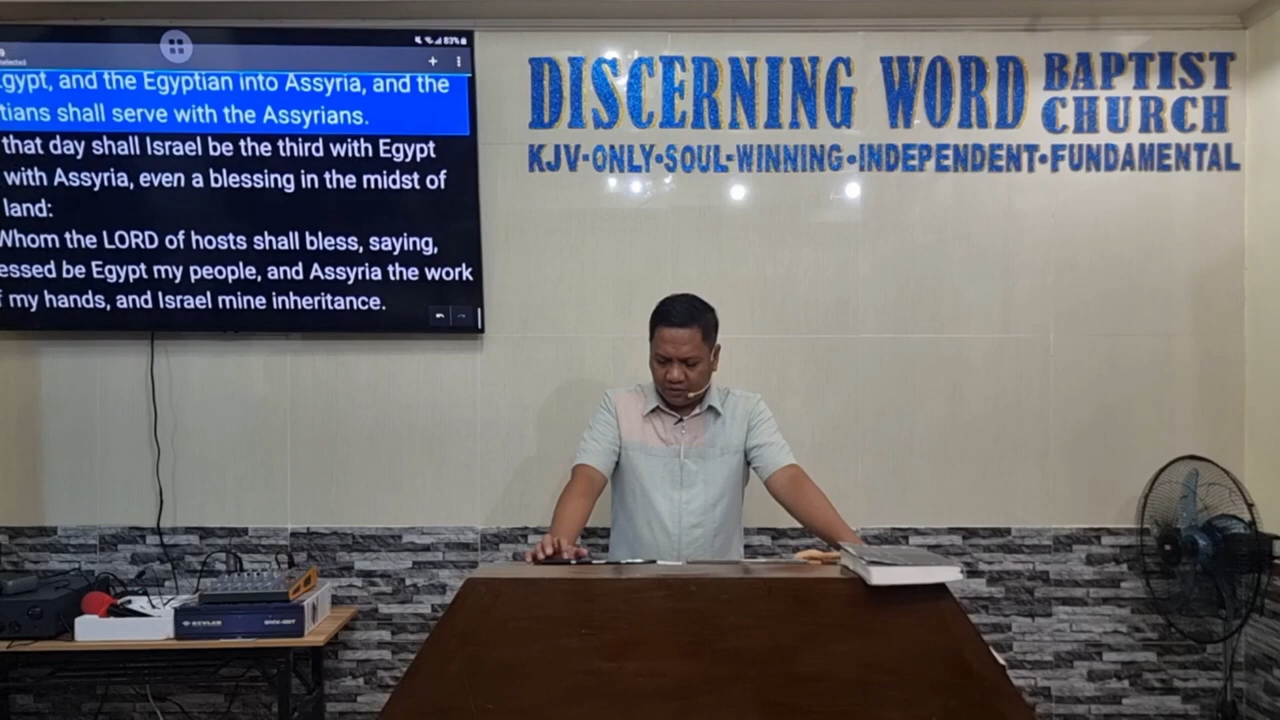 83%
selected
gypt, and the Egyptian into Assyria, and the
tians shall serve with the Assyrians.
that day shall Israel be the third with Egypt
with Assyria, even a blessing in the midst of
land:
Whom the LORD of hosts shall bless, saying,
essed be Egypt my people, and Assyria the work
f my hands, and Israel mine inheritance.
DISCERNING WORD BAPTIST CHURCH
KJV-ONLY•SOUL-WINNING•INDEPENDENT•FUNDAMENTAL
KEVLER